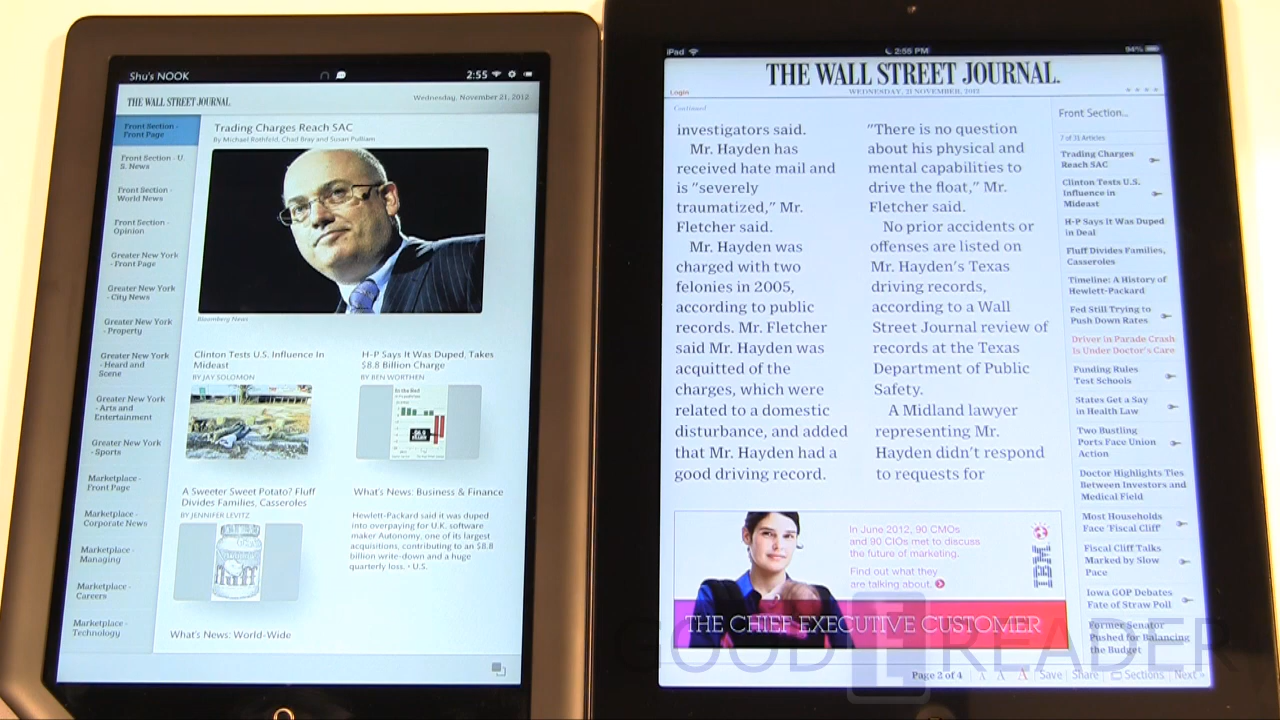 Shu's NOOK
2:55
THE WALL STREET JOURNAL
Wednesday, November 21, 2012
Front Section -
Front Page
Front Section - U
S. News
Front Section -
World News
Front Section -
Opinion
Greater New York
- Front Page
Greater New York
- City News
Greater New York
- Property
Greater New York
- Heard and
Scene
Greater New York
- Arts and
Entertainment
Greater New York
- Sports
Marketplace -
Front Page
Marketplace -
Corporate News
Marketplace -
Managing
Marketplace -
Careers
Marketplace -
Technology
Trading Charges Reach SAC
By Michael Rothfeld, Chad Bray and Susan Pulliam
Bloomberg News
Clinton Tests U.S. Influence In
Mideast
BY JAY SOLOMON
H-P Says It Was Duped, Takes
$8.8 Billion Charge
BY BEN WORTHEN
A Sweeter Sweet Potato? Fluff
Divides Families, Casseroles
BY JENNIFER LEVITZ
What's News: Business & Finance
Hewlett-Packard said it was duped
into overpaying for U.K. software
maker Autonomy, one of its largest
acquisitions, contributing to an $8.8
billion write-down and a huge
quarterly loss. • U.S.
What's News: World-Wide
iPad
2:55 PM
94%
THE WALL STREET JOURNAL.
Login
WEDNESDAY, 21 NOVEMBER, 2012
Continued
investigators said.
Mr. Hayden has
received hate mail and
is "severely
traumatized," Mr.
Fletcher said.
Mr. Hayden was
charged with two
felonies in 2005,
according to public
records. Mr. Fletcher
said Mr. Hayden was
acquitted of the
charges, which were
related to a domestic
disturbance, and added
that Mr. Hayden had a
good driving record.
"There is no question
about his physical and
mental capabilities to
drive the float," Mr.
Fletcher said.
No prior accidents or
offenses are listed on
Mr. Hayden's Texas
driving records,
according to a Wall
Street Journal review of
records at the Texas
Department of Public
Safety.
A Midland lawyer
representing Mr.
Hayden didn't respond
to requests for
Front Section...
7 of 31 Articles
Trading Charges
Reach SAC
Clinton Tests U.S.
Influence in
Mideast
H-P Says It Was Duped
in Deal
Fluff Divides Families,
Casseroles
Timeline: A History of
Hewlett-Packard
Fed Still Trying to
Push Down Rates
Driver in Parade Crash
Is Under Doctor's Care
Funding Rules
Test Schools
States Get a Say
in Health Law
Two Bustling
Ports Face Union
Action
Doctor Highlights Ties
Between Investors and
Medical Field
Most Households
Face 'Fiscal Cliff'
Fiscal Cliff Talks
Marked by Slow
Pace
Iowa GOP Debates
Fate of Straw Poll
Former Senator
Pushed for Balancing
the Budget
In June 2012, 90 CMOs
and 90 CIOs met to discuss
the future of marketing.
Find out what they
are talking about.
IBM
THE CHIEF EXECUTIVE CUSTOMER
Page 2 of 4
A A A
Save
Share
Sections
Next
GOOD E READER